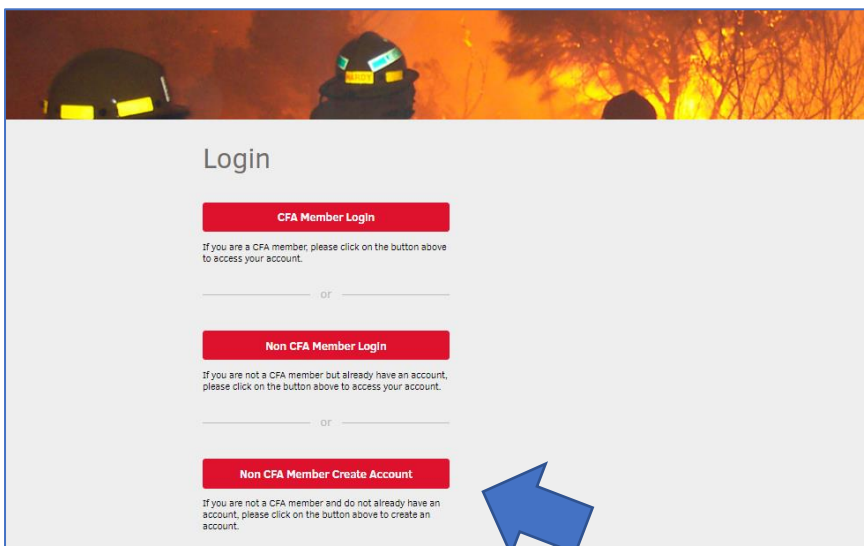 Login
CFA Member Login
If you are a CFA member, please click on the button above
to access your account.
or
Non CFA Member Login
If you are not a CFA member but already have an account,
please click on the button above to access your account.
or
Non CFA Member Create Account
If you are not a CFA member and do not already have an
account, please click on the button above to create an
account.